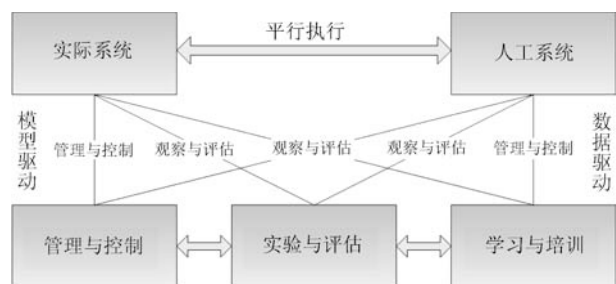 平行执行
实际系统
人工系统
模型驱动
数据驱动
管理与控制
观察与评估
观察与评估
观察与评估
管理与控制
管理与控制
实验与评估
学习与培训